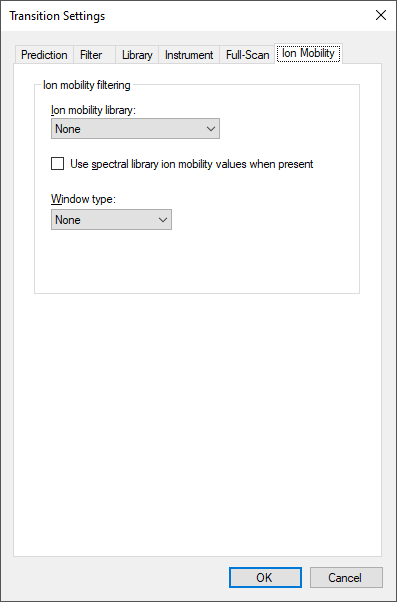 Transition Settings
Prediction Filter Library Instrument Full-Scan Ion Mobility
Ion mobility filtering
Ion mobility library:
None
Use spectral library ion mobility values when present
Window type:
None
OK Cancel